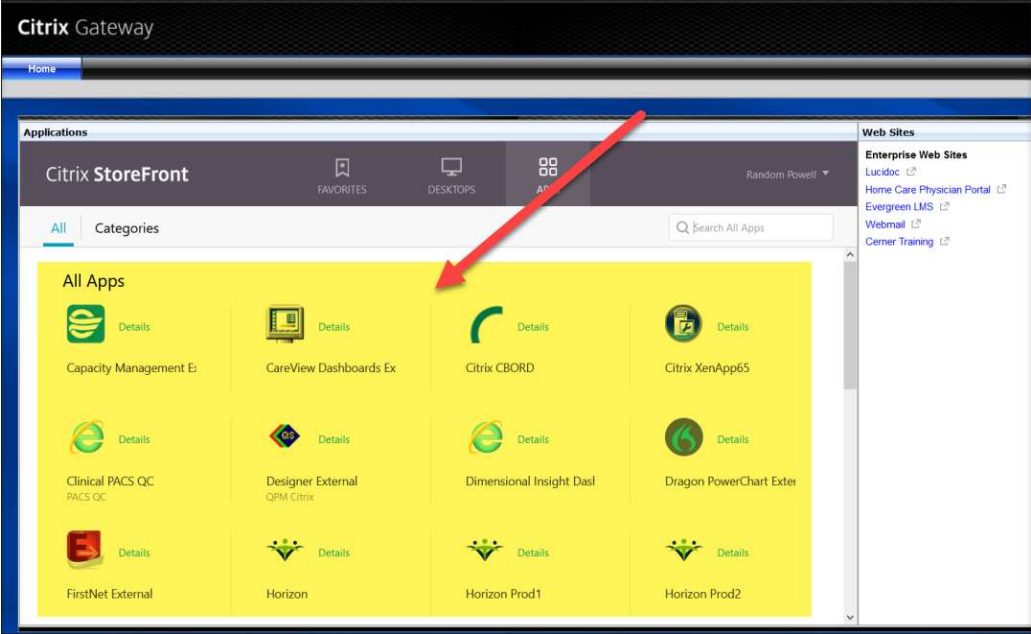 Citrix Gateway
Home
Applications
Web Sites
Citrix StoreFront
FAVORITES
DESKTOPS
Random Powell
Enterprise Web Sites
Lucidoc
Home Care Physician Portal
Evergreen LMS
Webmail
Cerner Training
All
Categories
Search All Apps
All Apps
Details
Details
Details
Details
Capacity Management E
CareView Dashboards Ex
Citrix CBORD
Citrix XenApp65
Details
QS
Details
Details
Details
Clinical PACS QC
PACS QC
Designer External
QPM Citrix
Dimensional Insight Das
Dragon PowerChart Exte
Details
Details
Details
Details
FirstNet External
Horizon
Horizon Prod1
Horizon Prod2